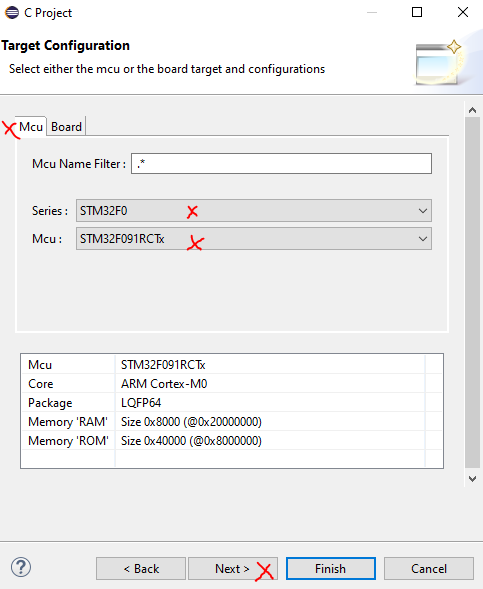 C Project
Target Configuration
Select either the mcu or the board target and configurations
Mcu Board
Mcu Name Filter : .*
Series : STM32F0
Mcu : STM32F091RCTx
Mcu STM32F091RCTx
Core ARM Cortex-M0
Package LQFP64
Memory 'RAM' Size 0x8000 (@0x20000000)
Memory 'ROM' Size 0x40000 (@0x8000000)
? < Back Next > Finish Cancel